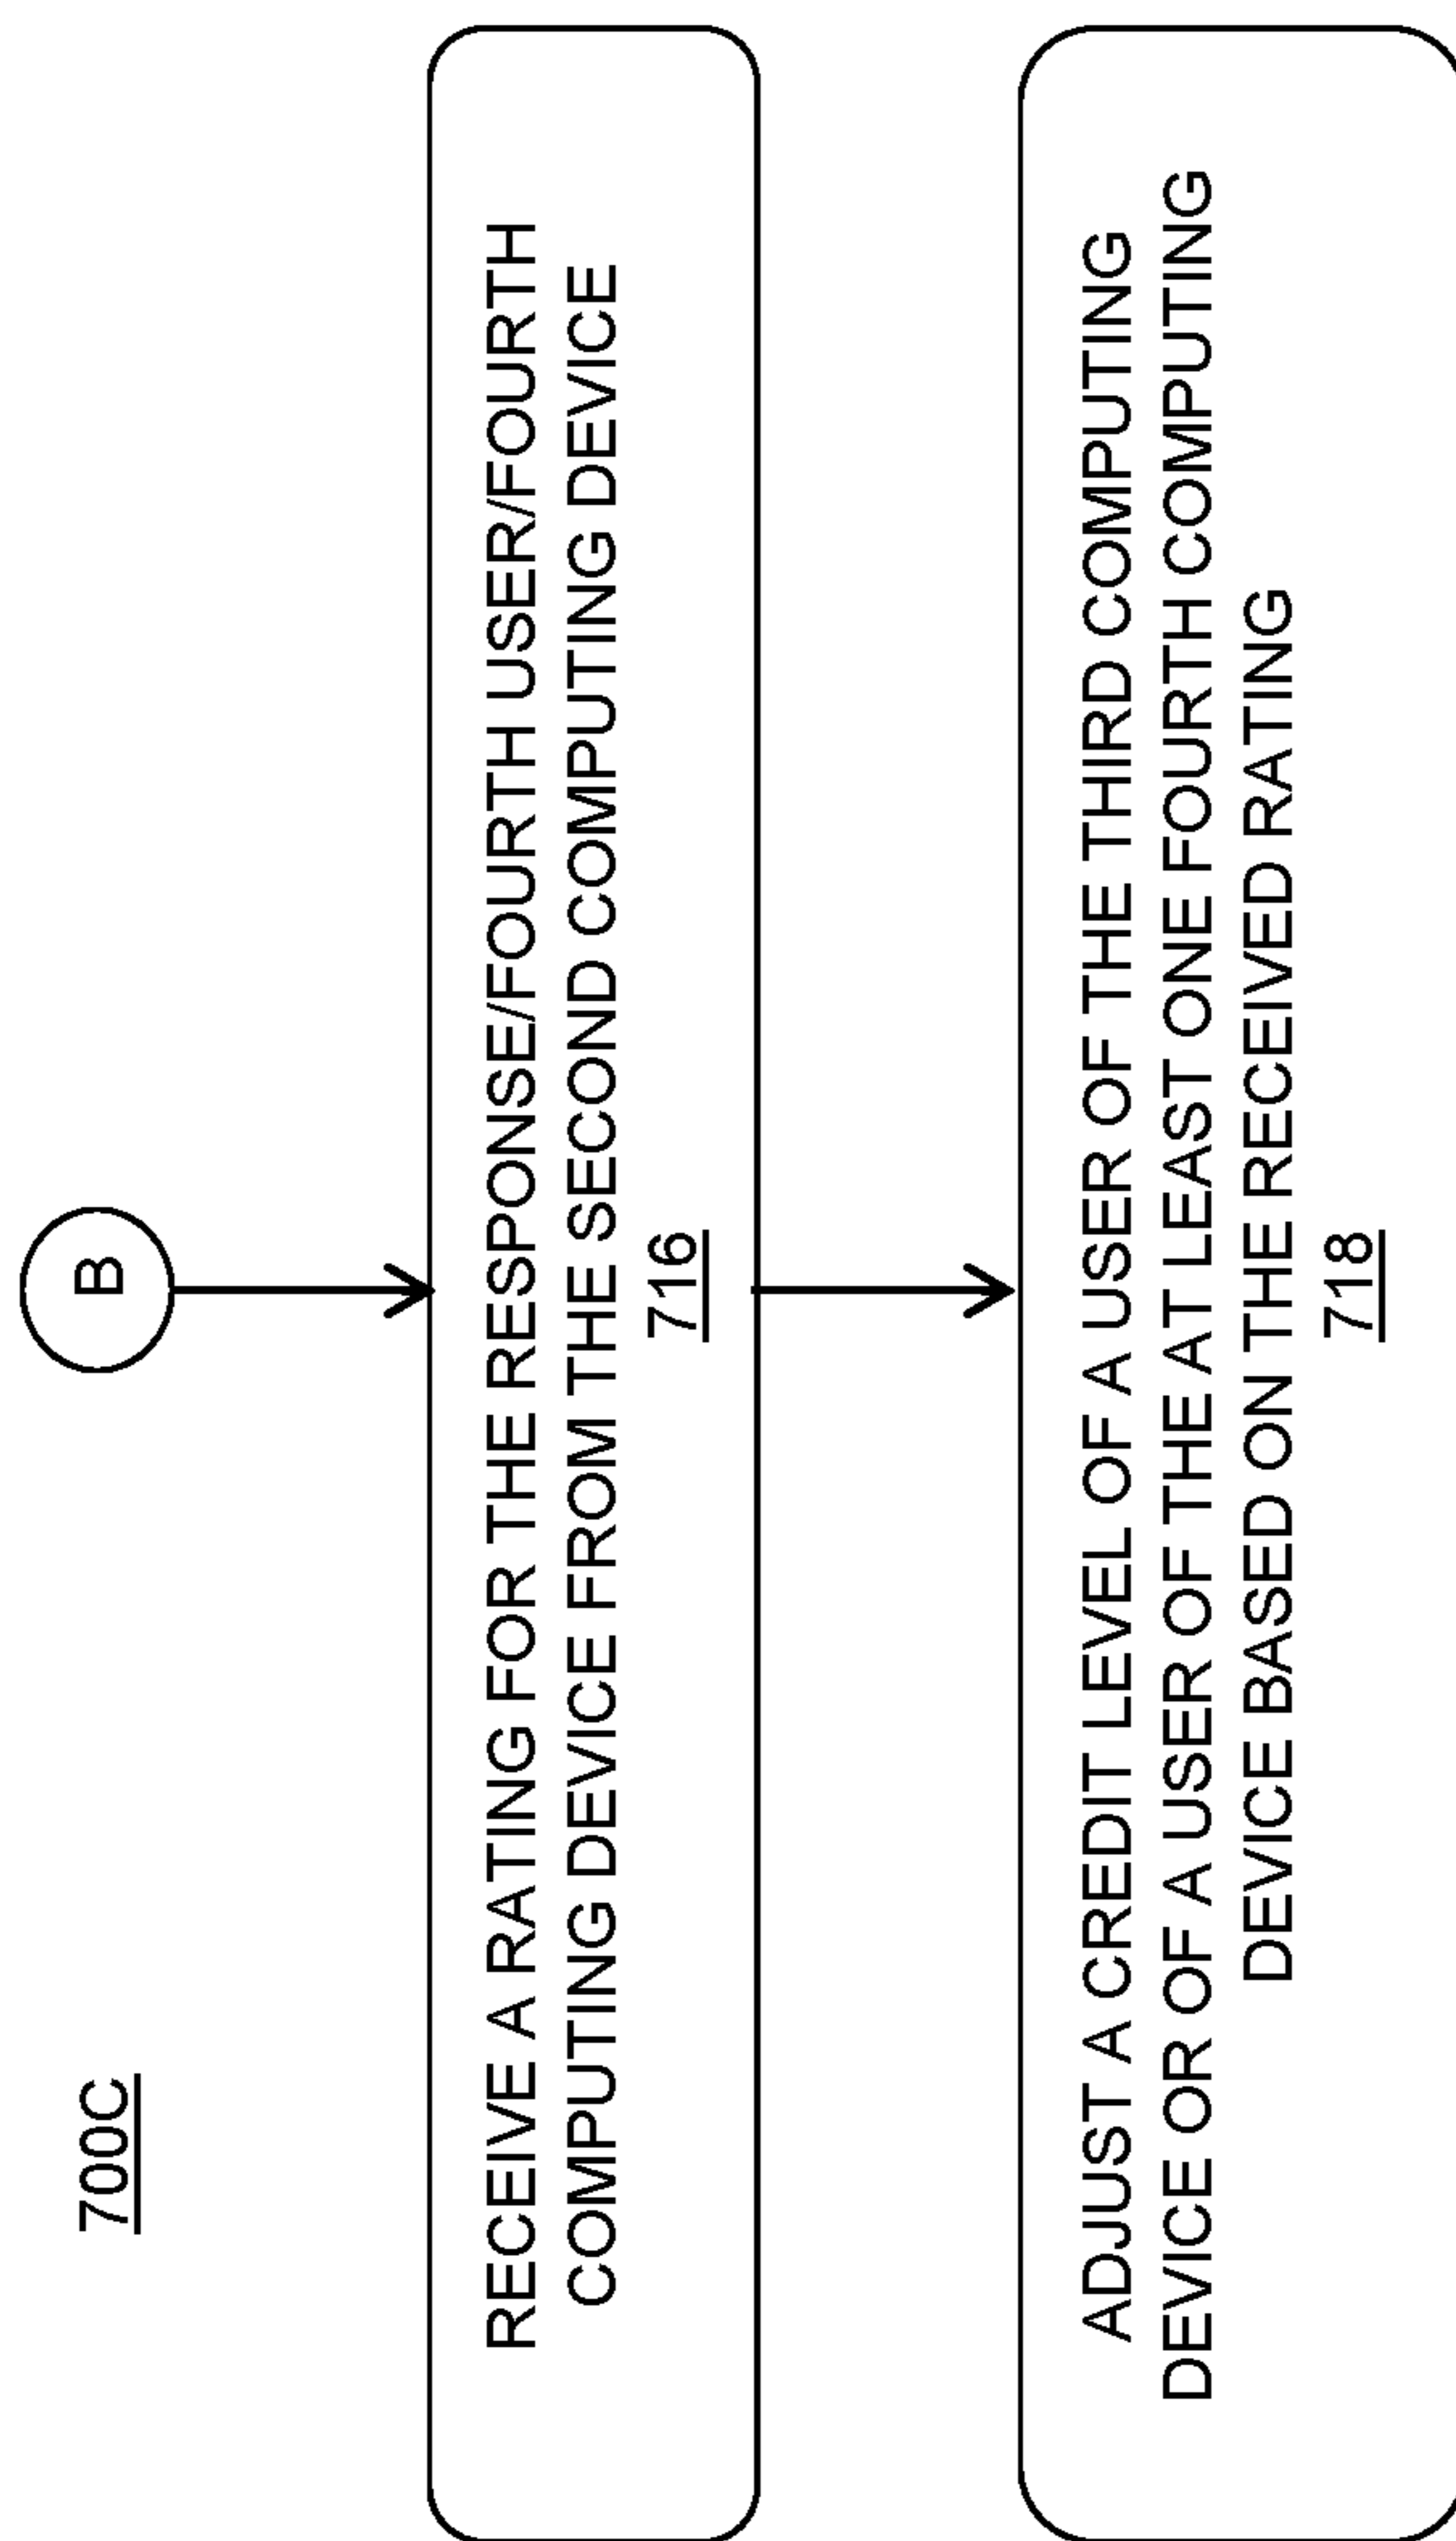 700C
B
RECEIVE A RATING FOR THE RESPONSE/FOURTH USER/FOURTH
COMPUTING DEVICE FROM THE SECOND COMPUTING DEVICE
716
ADJUST A CREDIT LEVEL OF A USER OF THE THIRD COMPUTING
DEVICE OR OF A USER OF THE AT LEAST ONE FOURTH COMPUTING
DEVICE BASED ON THE RECEIVED RATING
718